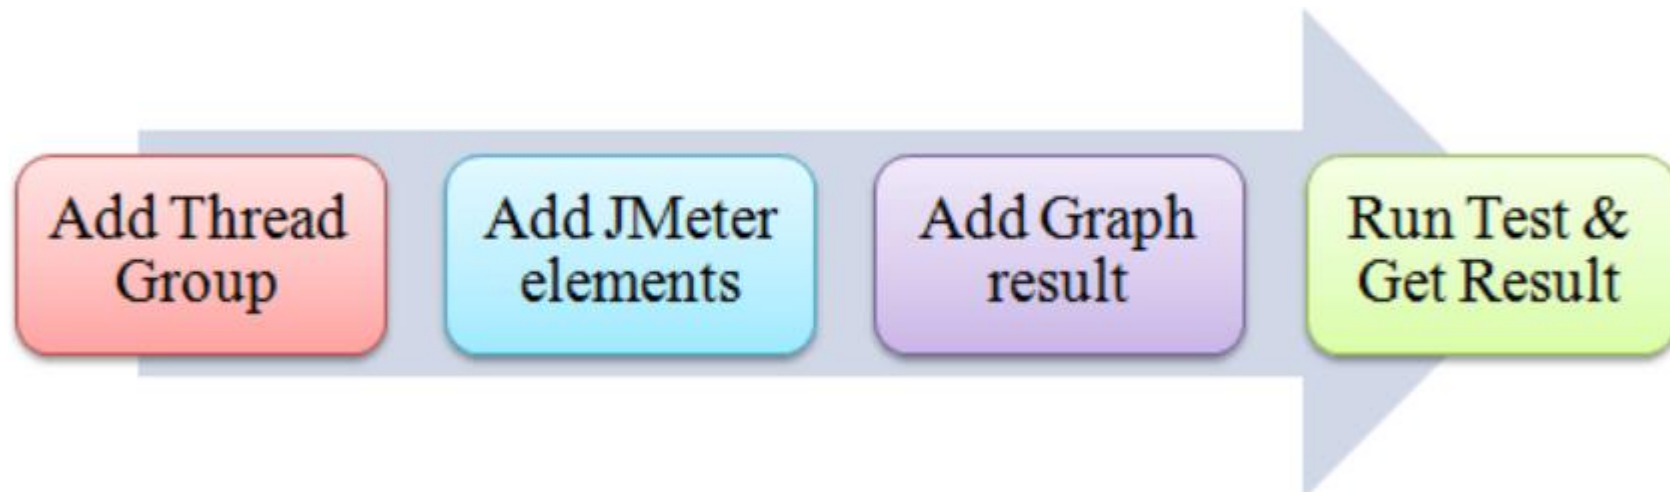 Add Thread
Group
Add JMeter
elements
Add Graph
result
Run Test &
Get Result